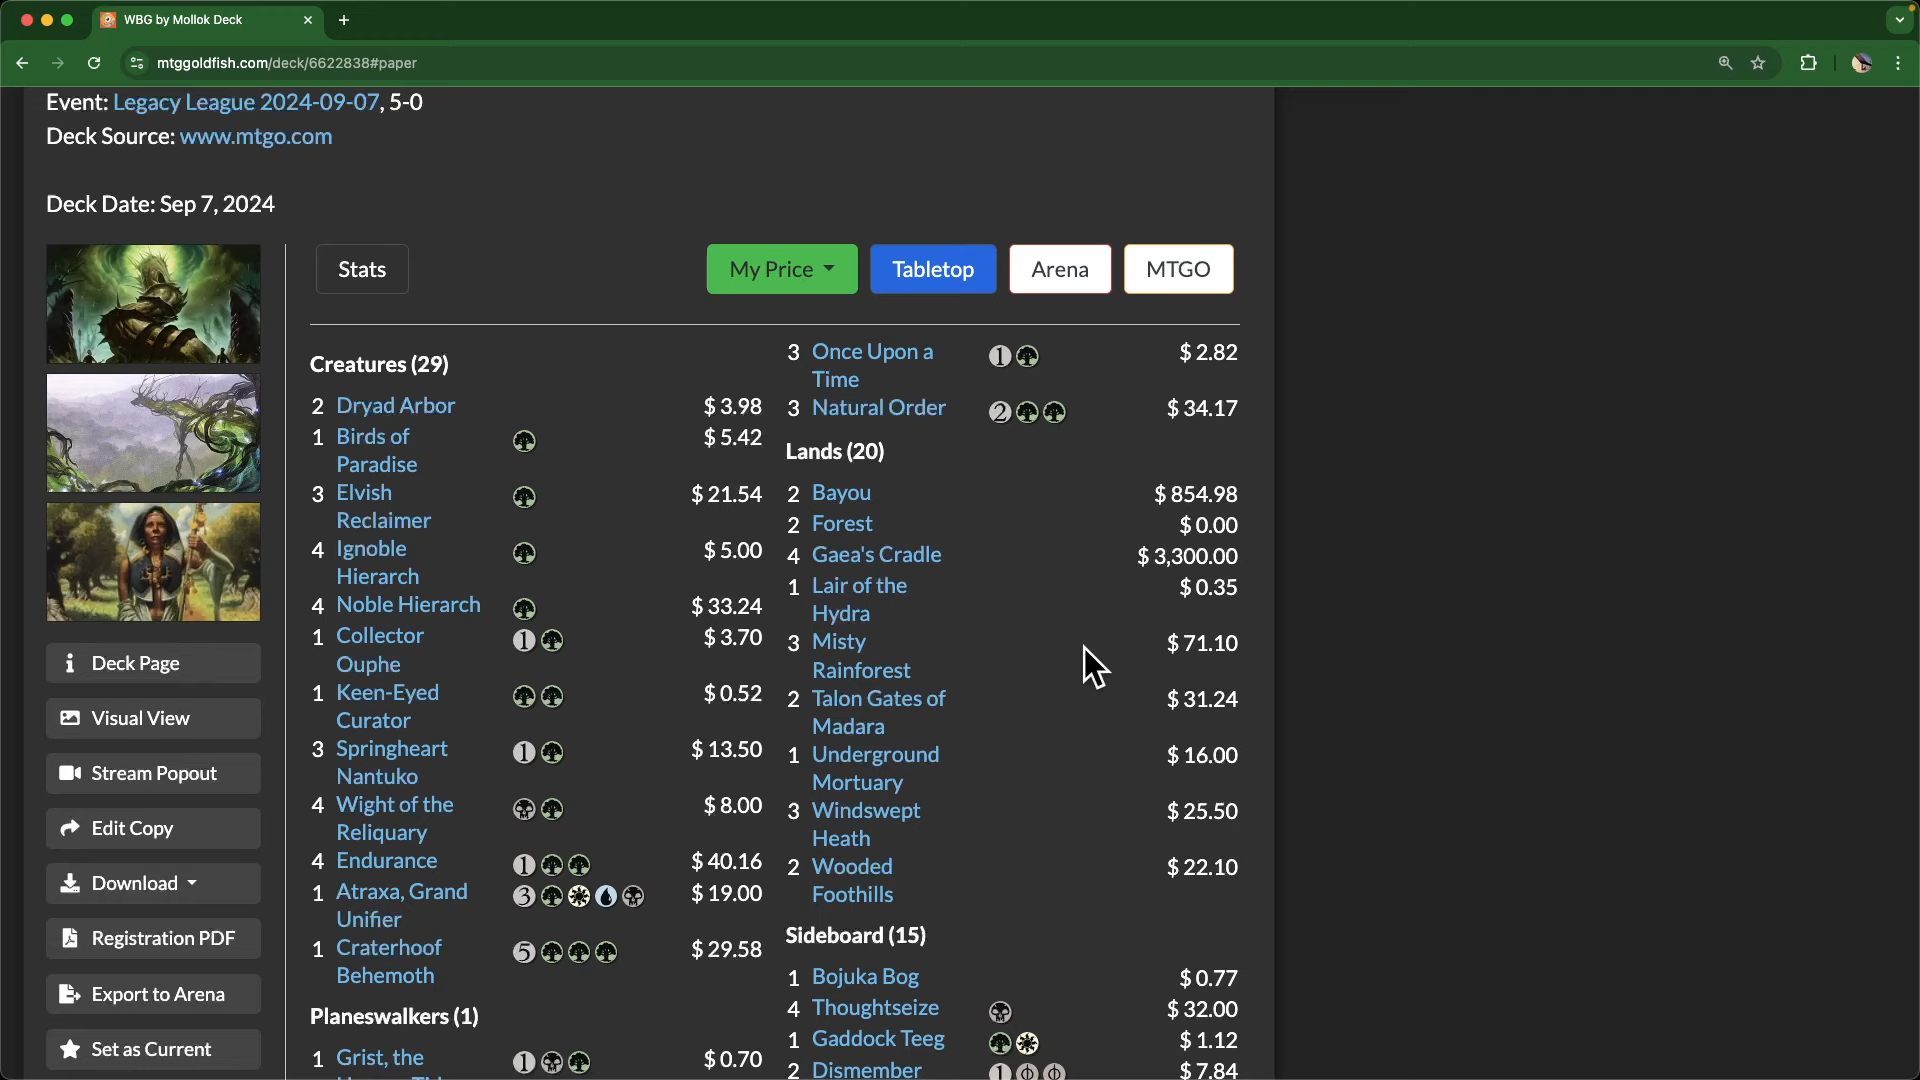 WBG by Mollok Deck
mtggoldfish.com/deck/6622838#paper
Event: Legacy League 2024-09-07, 5-0
Deck Source: www.mtgo.com
Deck Date: Sep 7, 2024
Stats
My Price
Tabletop
Arena
MTGO
Deck Page
Visual View
Stream Popout
Edit Copy
Download
Registration PDF
Export to Arena
Set as Current
Creatures (29)
2 Dryad Arbor $ 3.98
1 Birds of $ 5.42
Paradise
3 Elvish $ 21.54
Reclaimer
4 Ignoble $ 5.00
Hierarch
4 Noble Hierarch $ 33.24
1 Collector 1 $ 3.70
Ouphe
1 Keen-Eyed $ 0.52
Curator
3 Springheart 1 $ 13.50
Nantuko
4 Wight of the $ 8.00
Reliquary
4 Endurance 1 $ 40.16
1 Atraxa, Grand 3 $ 19.00
Unifier
1 Craterhoof 5 $ 29.58
Behemoth
Planeswalkers (1)
1 Grist, the 1 $ 0.70
3 Once Upon a 1 $ 2.82
Time
3 Natural Order 2 $ 34.17
Lands (20)
2 Bayou $ 854.98
2 Forest $ 0.00
4 Gaea's Cradle $ 3,300.00
1 Lair of the $ 0.35
Hydra
3 Misty $ 71.10
Rainforest
2 Talon Gates of $ 31.24
Madara
1 Underground $ 16.00
Mortuary
3 Windswept $ 25.50
Heath
2 Wooded $ 22.10
Foothills
Sideboard (15)
1 Bojuka Bog $ 0.77
4 Thoughtseize $ 32.00
1 Gaddock Teeg $ 1.12
2 Dismember 1 $ 7.84